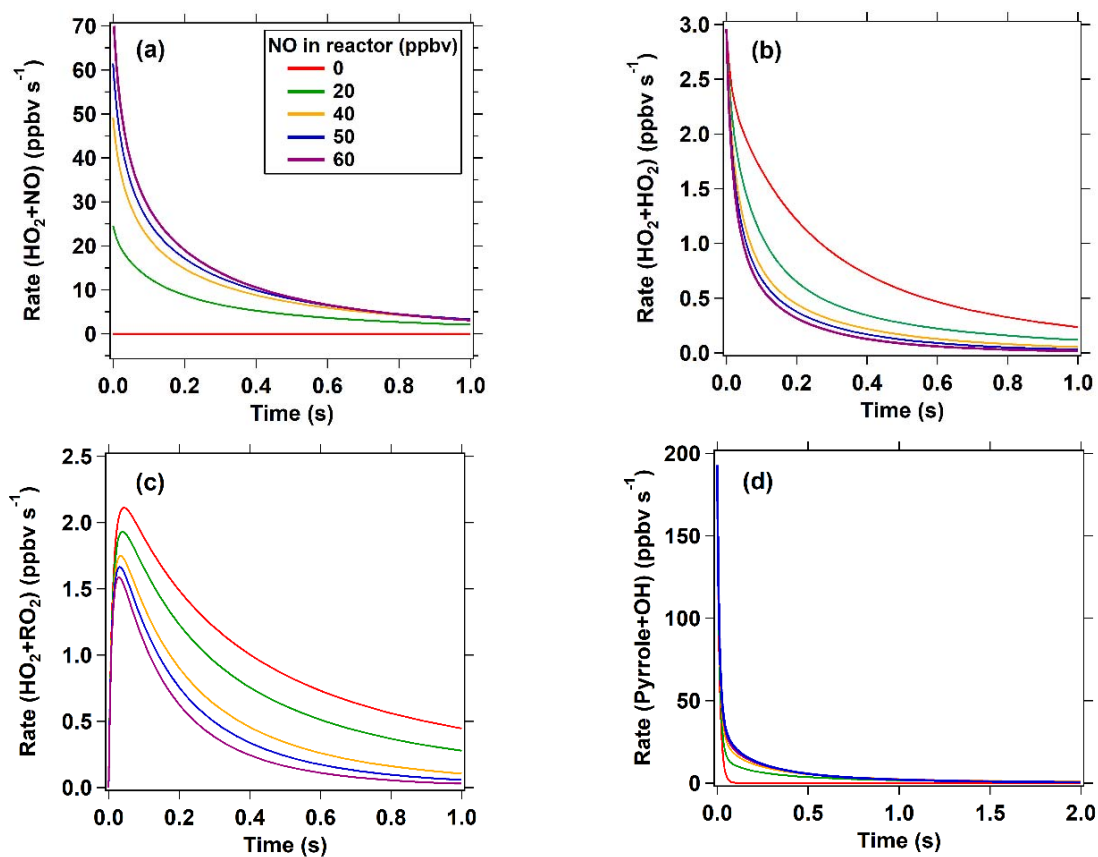 (a)
NO in reactor (ppbv)
0
20
40
50
60
Rate (HO₂+NO) (ppbv s⁻¹)
70
60
50
40
30
20
10
0
0.0 0.2 0.4 0.6 0.8 1.0
Time (s)
(b)
Rate (HO₂+HO₂) (ppbv s⁻¹)
3.0
2.5
2.0
1.5
1.0
0.5
0.0
0.0 0.2 0.4 0.6 0.8 1.0
Time (s)
(c)
Rate (HO₂+RO₂) (ppbv s⁻¹)
2.5
2.0
1.5
1.0
0.5
0.0
0.0 0.2 0.4 0.6 0.8 1.0
Time (s)
(d)
Rate (Pyrrole+OH) (ppbv s⁻¹)
200
150
100
50
0
0.0 0.5 1.0 1.5 2.0
Time (s)